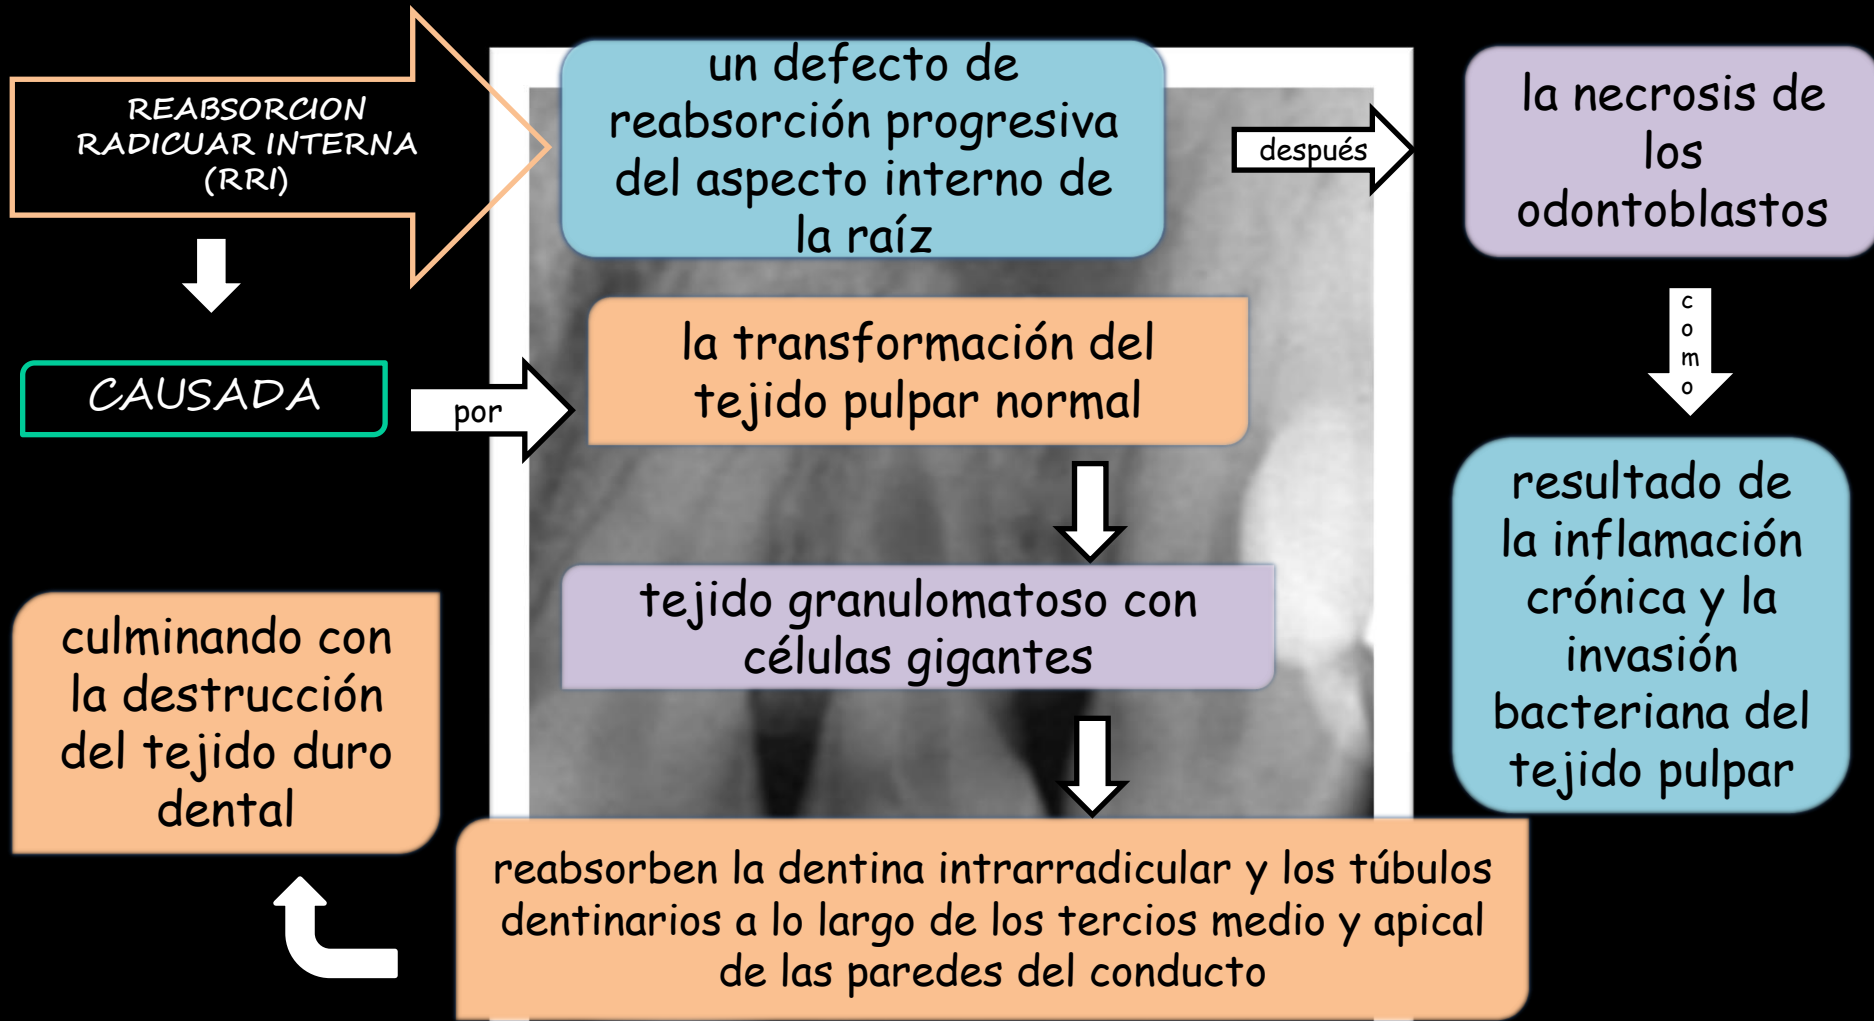 REABSORCION
RADICUAR INTERNA
(RRI)
un defecto de
reabsorción progresiva
del aspecto interno de
la raíz
después
la necrosis de
los
odontoblastos
c
o
m
o
resultado de
la inflamación
crónica y la
invasión
bacteriana del
tejido pulpar
CAUSADA
por
la transformación del
tejido pulpar normal
tejido granulomatoso con
células gigantes
reabsorben la dentina intrarradicular y los túbulos
dentinarios a lo largo de los tercios medio y apical
de las paredes del conducto
culminando con
la destrucción
del tejido duro
dental